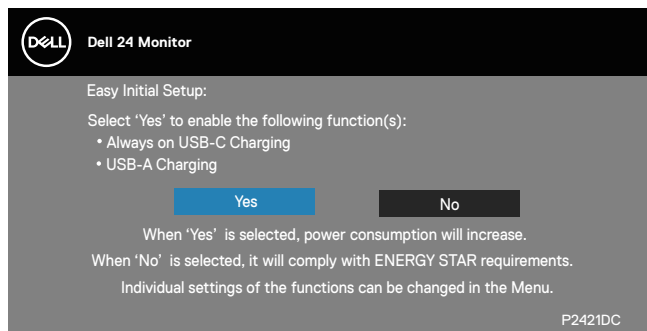 DELL
Dell 24 Monitor
Easy Initial Setup:
Select ‘Yes’ to enable the following function(s):
• Always on USB-C Charging
• USB-A Charging
Yes No
When ‘Yes’ is selected, power consumption will increase.
When ‘No’ is selected, it will comply with ENERGY STAR requirements.
Individual settings of the functions can be changed in the Menu.
P2421DC